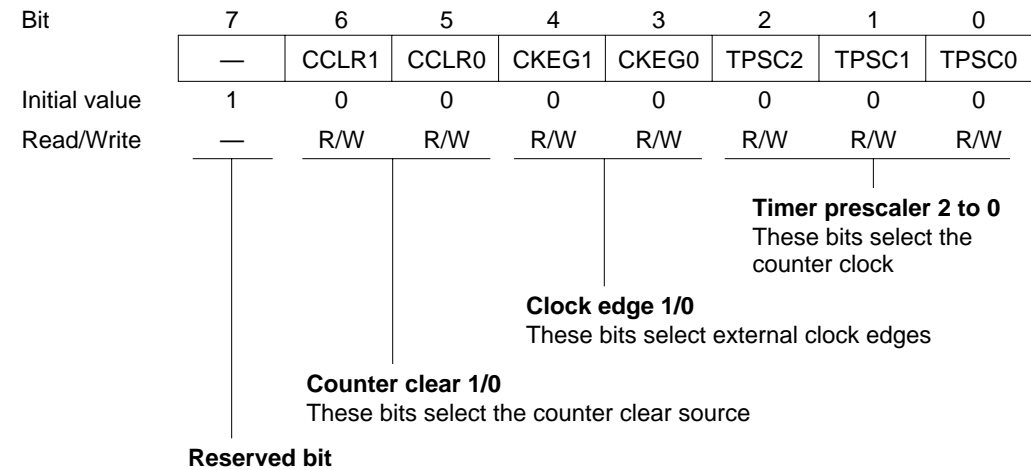 Bit 7 6 5 4 3 2 1 0
— CCLR1 CCLR0 CKEG1 CKEG0 TPSC2 TPSC1 TPSC0
Initial value 1 0 0 0 0 0 0 0
Read/Write — R/W R/W R/W R/W R/W R/W R/W
Timer prescaler 2 to 0
These bits select the
counter clock
Clock edge 1/0
These bits select external clock edges
Counter clear 1/0
These bits select the counter clear source
Reserved bit